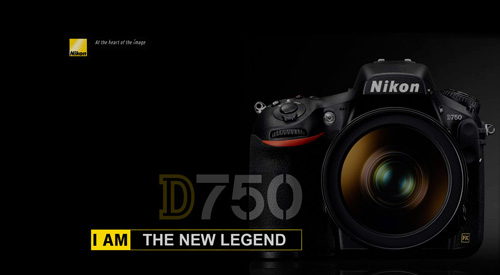 Nikon
At the heart of the image
Nikon
D750
D750
I AM THE NEW LEGEND
FX